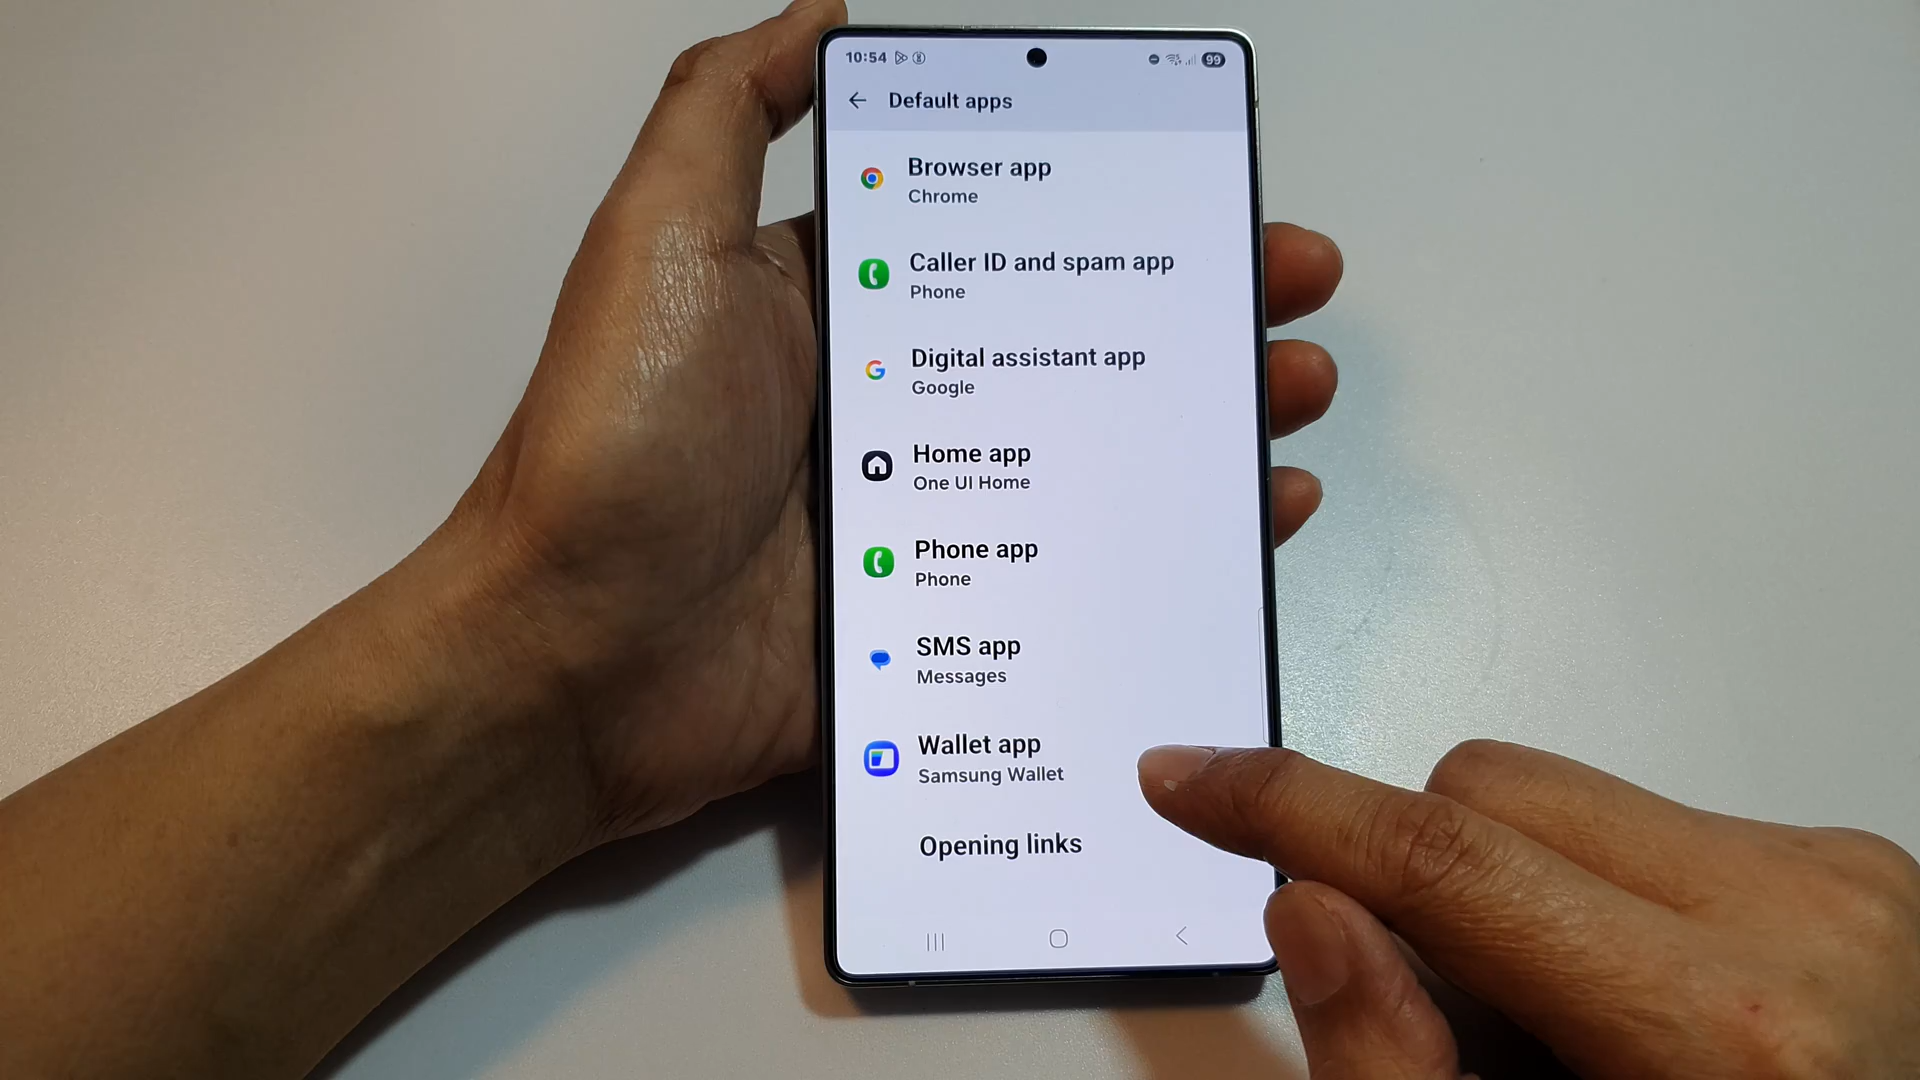 10:54
99
Default apps
Browser app
Chrome
Caller ID and spam app
Phone
Digital assistant app
Google
Home app
One UI Home
Phone app
Phone
SMS app
Messages
Wallet app
Samsung Wallet
Opening links